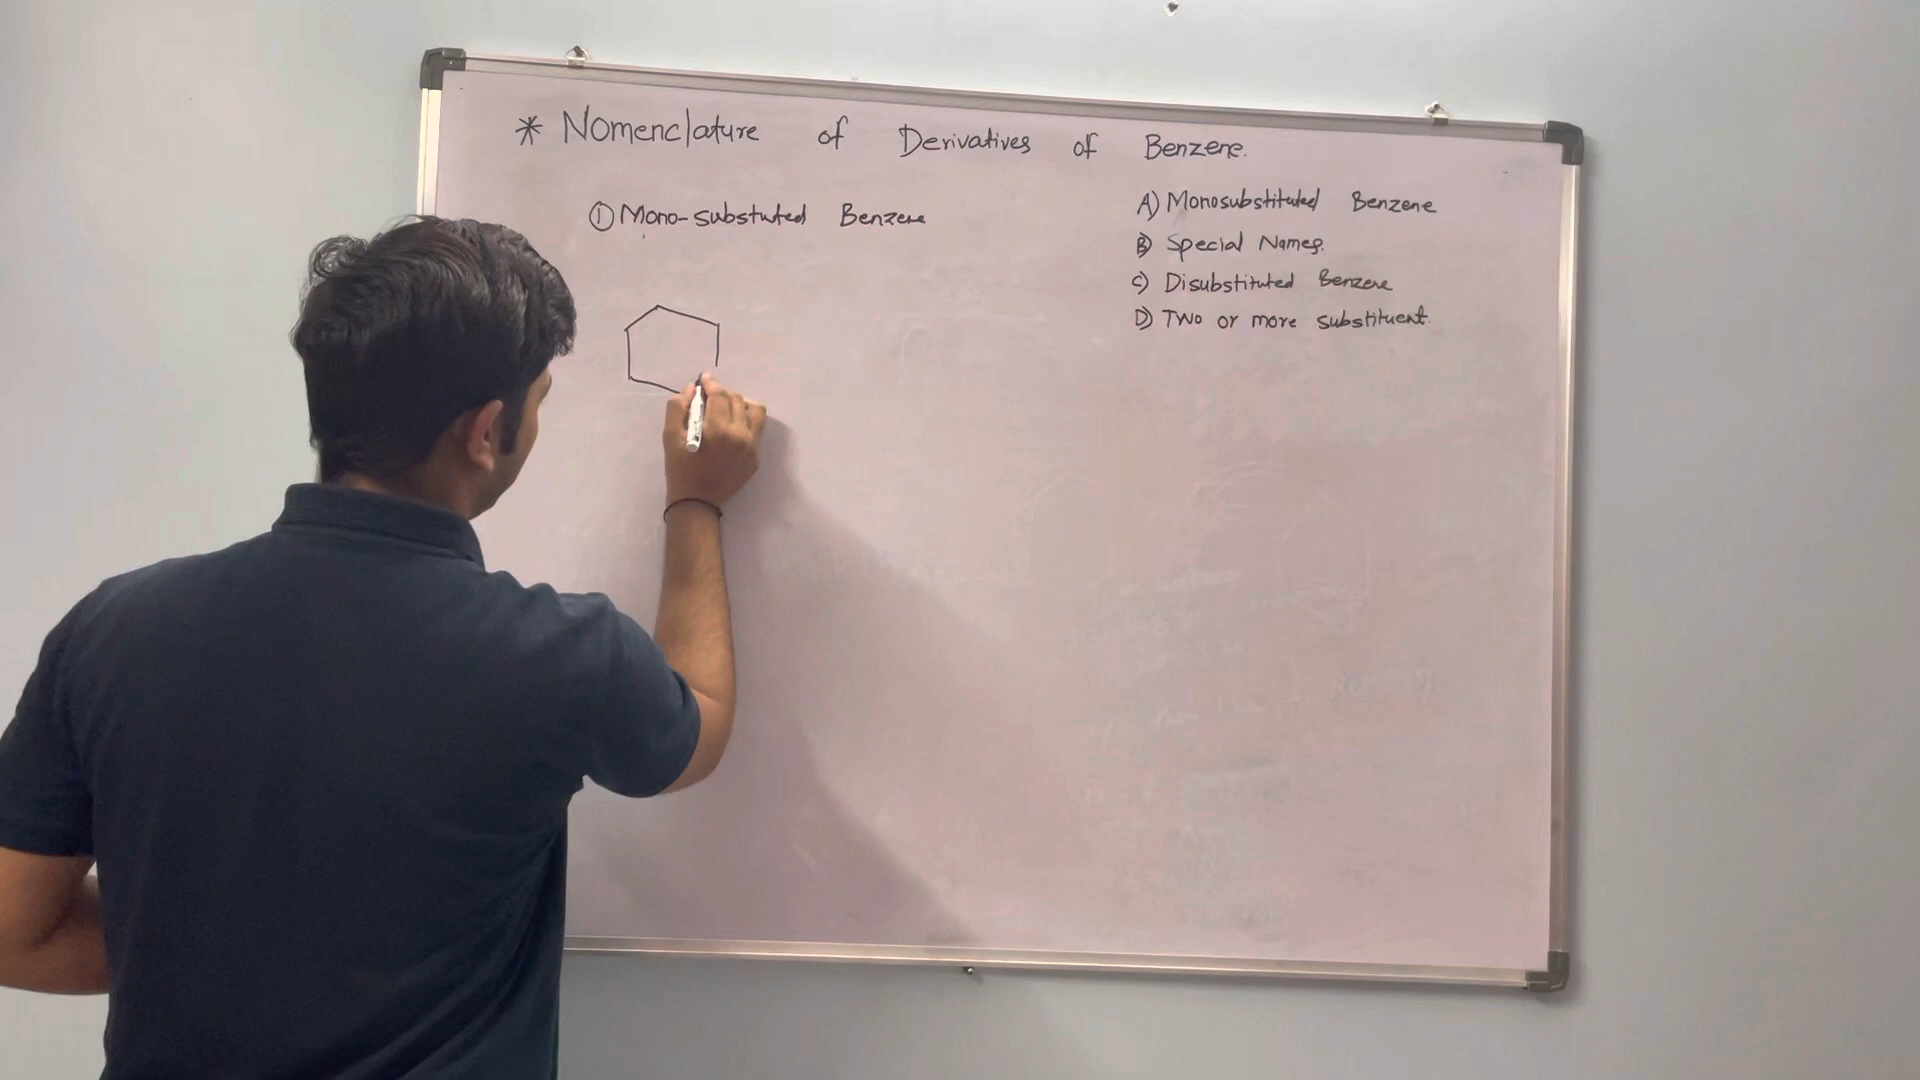 * Nomenclature of Derivatives of Benzene.
① Mono-substuted Benzene
A) Monosubstituted Benzene
B) Special Names.
C) Disubstituted Benzene
D) Two or more substituent.